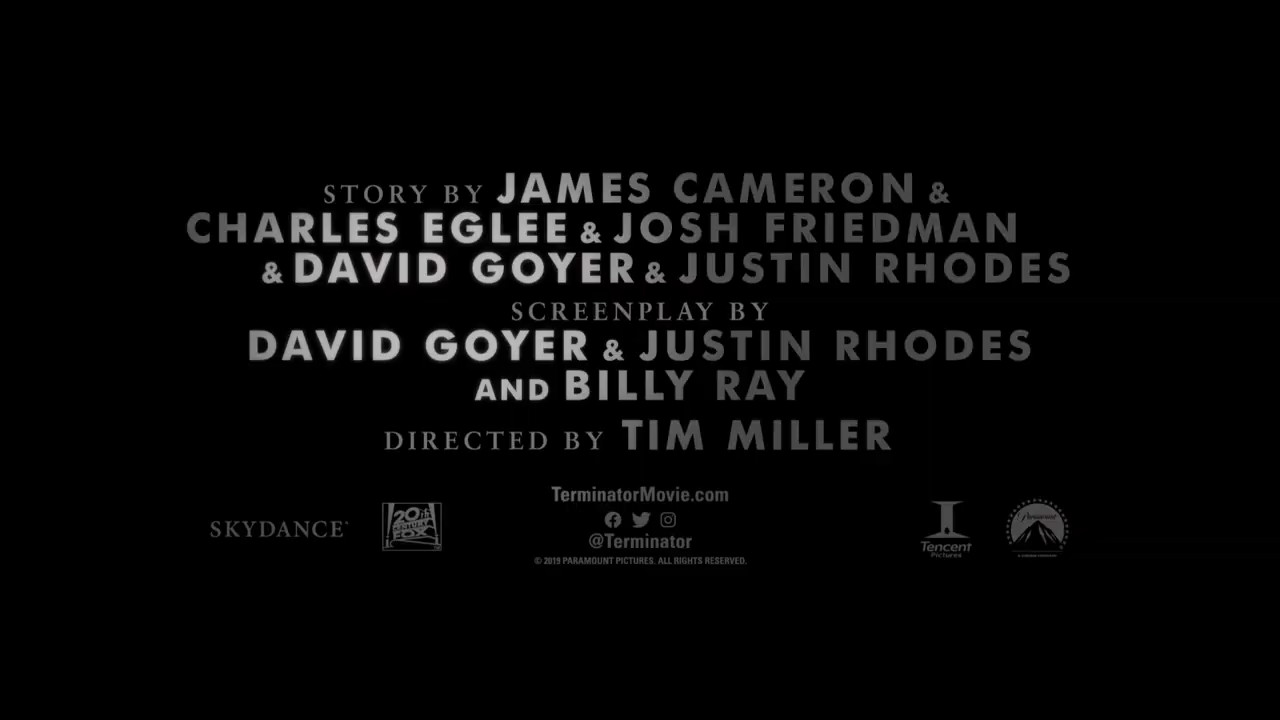 STORY BY JAMES CAMERON &
CHARLES EGLEE & JOSH FRIEDMAN
& DAVID GOYER & JUSTIN RHODES
SCREENPLAY BY
DAVID GOYER & JUSTIN RHODES
AND BILLY RAY
DIRECTED BY TIM MILLER
TerminatorMovie.com
@Terminator
© 2019 PARAMOUNT PICTURES. ALL RIGHTS RESERVED.
SKYDANCE
20th
CENTURY
FOX
Tencent
Pictures
Paramount